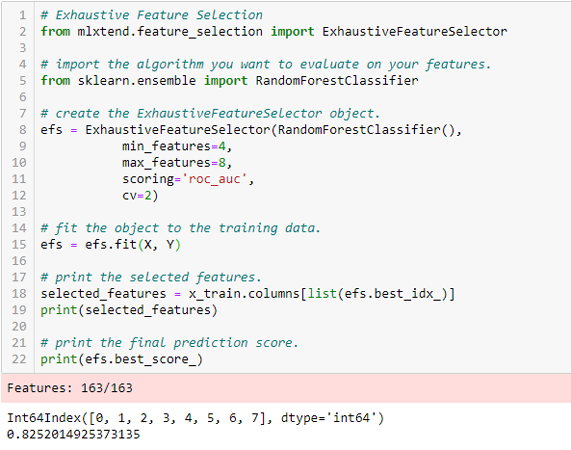 1 # Exhaustive Feature Selection
2 from mlxtend.feature_selection import ExhaustiveFeatureSelector
3
4 # import the algorithm you want to evaluate on your features.
5 from sklearn.ensemble import RandomForestClassifier
6
7 # create the ExhaustiveFeatureSelector object.
8 efs = ExhaustiveFeatureSelector(RandomForestClassifier(),
9            min_features=4,
10            max_features=8,
11            scoring='roc_auc',
12            cv=2)
13
14 # fit the object to the training data.
15 efs = efs.fit(X, Y)
16
17 # print the selected features.
18 selected_features = x_train.columns[list(efs.best_idx_)]
19 print(selected_features)
20
21 # print the final prediction score.
22 print(efs.best_score_)
Features: 163/163
Int64Index([0, 1, 2, 3, 4, 5, 6, 7], dtype='int64')
0.8252014925373135